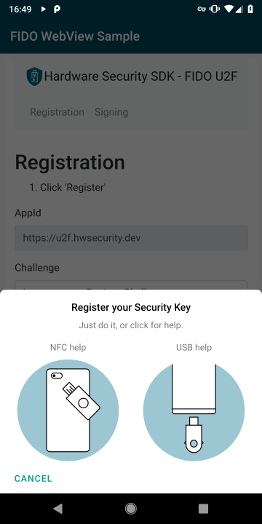 16:49
FIDO WebView Sample
Hardware Security SDK - FIDO U2F
Registration Signing
Registration
1. Click 'Register'
AppId
https://u2f.hwsecurity.dev
Challenge
Register your Security Key
Just do it, or click for help.
NFC help USB help
CANCEL